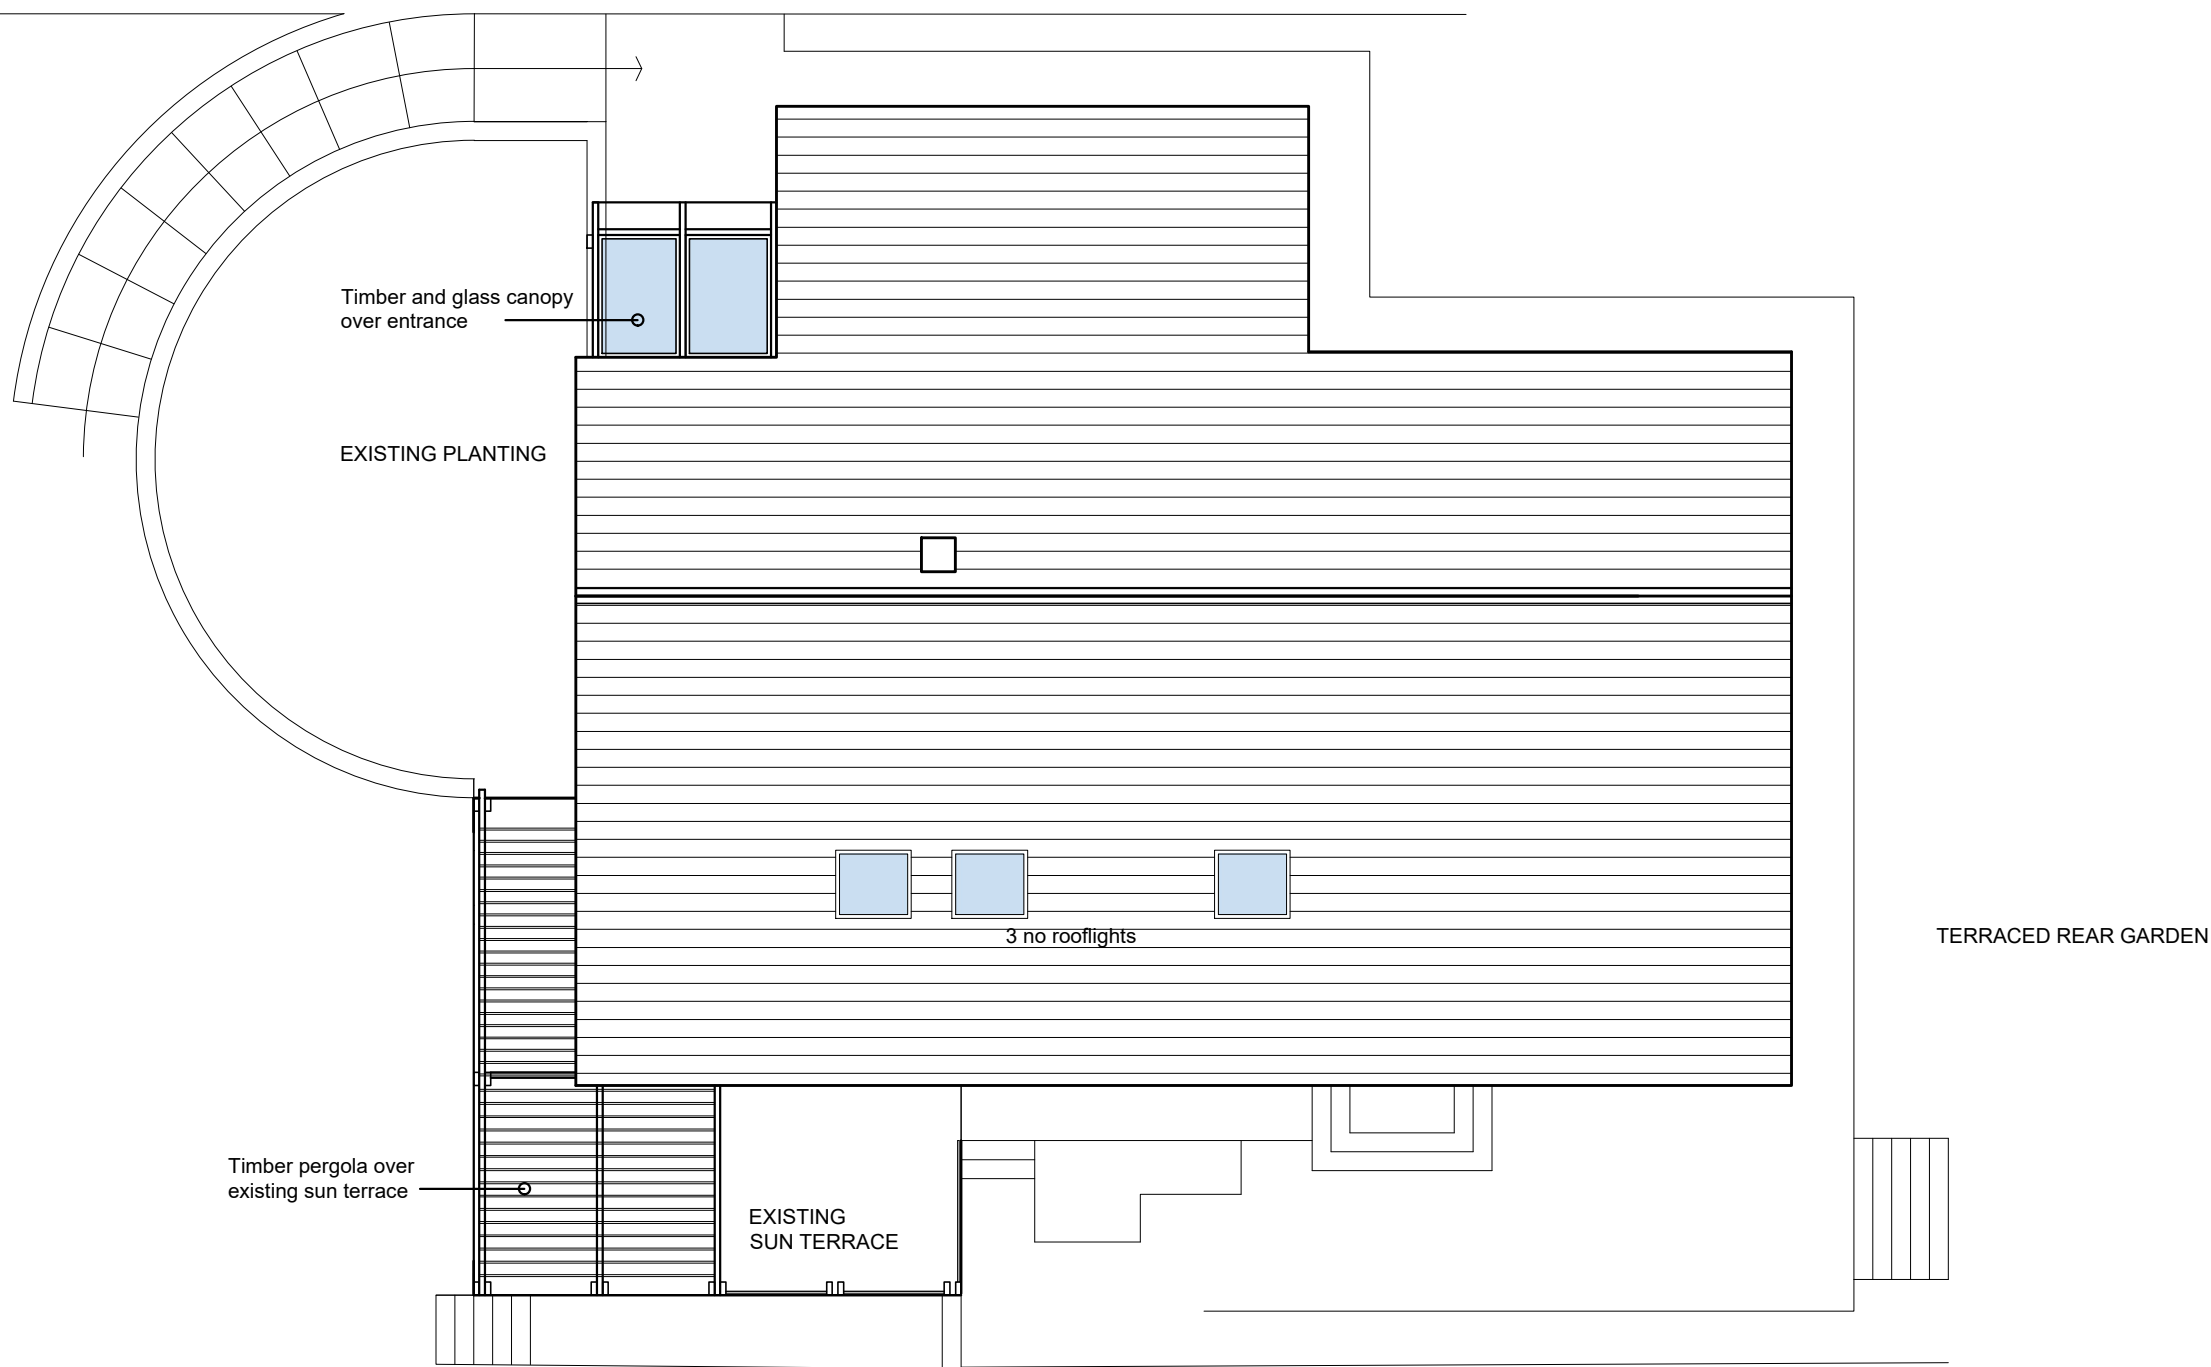 Timber and glass canopy
over entrance
EXISTING PLANTING
3 no rooflights
TERRACED REAR GARDEN
Timber pergola over
existing sun terrace
EXISTING
SUN TERRACE